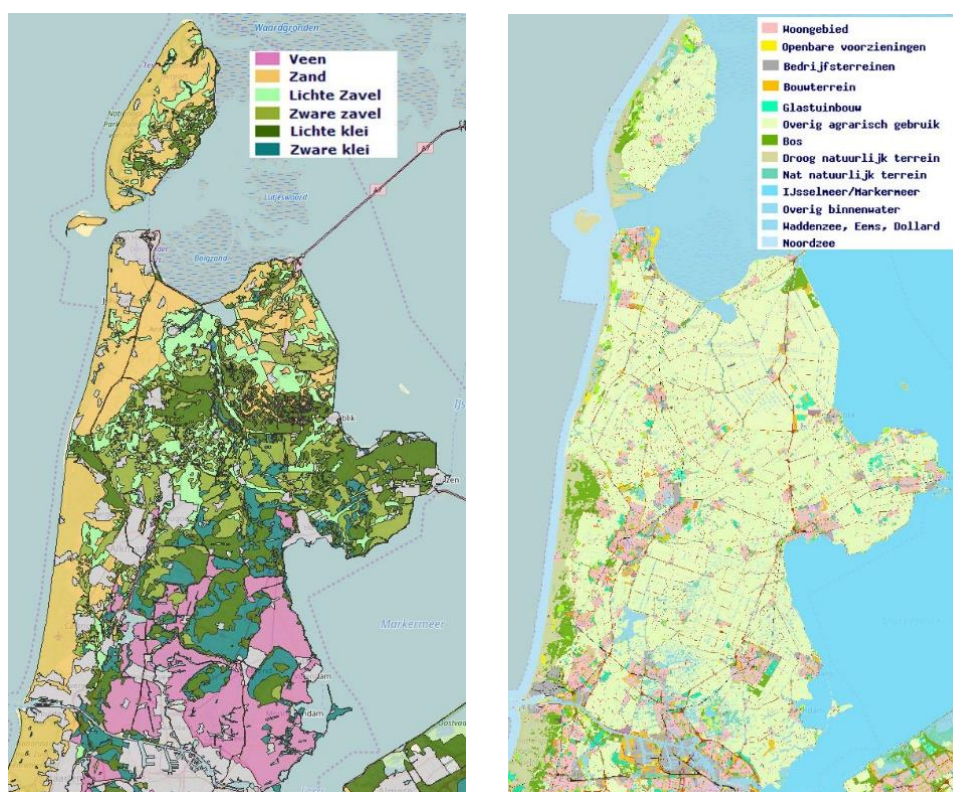 Waardgronden
Veen
Zand
Lichte Zavel
Zware zavel
Lichte klei
Zware klei
A7
A7
Lutjeswaard
Balgzand
Markermeer
Woongebied
Openbare voorzieningen
Bedrijfsterreinen
Bouwterrein
Glastuinbouw
Overig agrarisch gebruik
Bos
Droog natuurlijk terrein
Nat natuurlijk terrein
IJsselmeer/Markermeer
Overig binnenwater
Waddenzee, Eems, Dollard
Noordzee